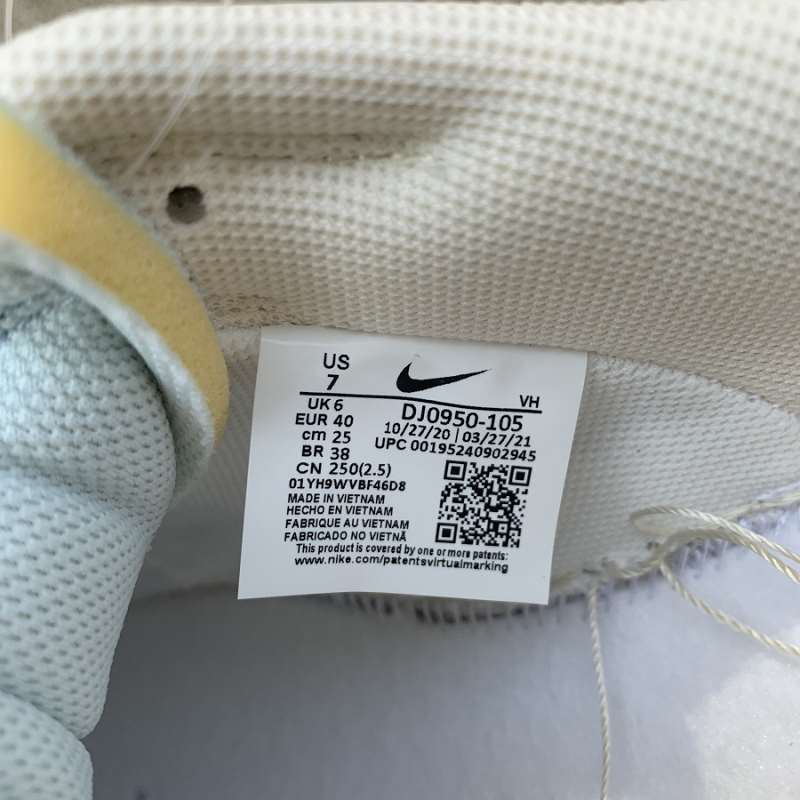 US
7
VH
UK 6
EUR 40
cm 25
BR 38
CN 250(2.5)
DJ0950-105
10/27/20 | 03/27/21
UPC 00195240902945
01YH9WVBF46D8
MADE IN VIETNAM
HECHO EN VIETNAM
FABRIQUE AU VIETNAM
FABRICADO NO VIETNÃ
This product is covered by one or more patents:
www.nike.com/patentsvirtualmarking